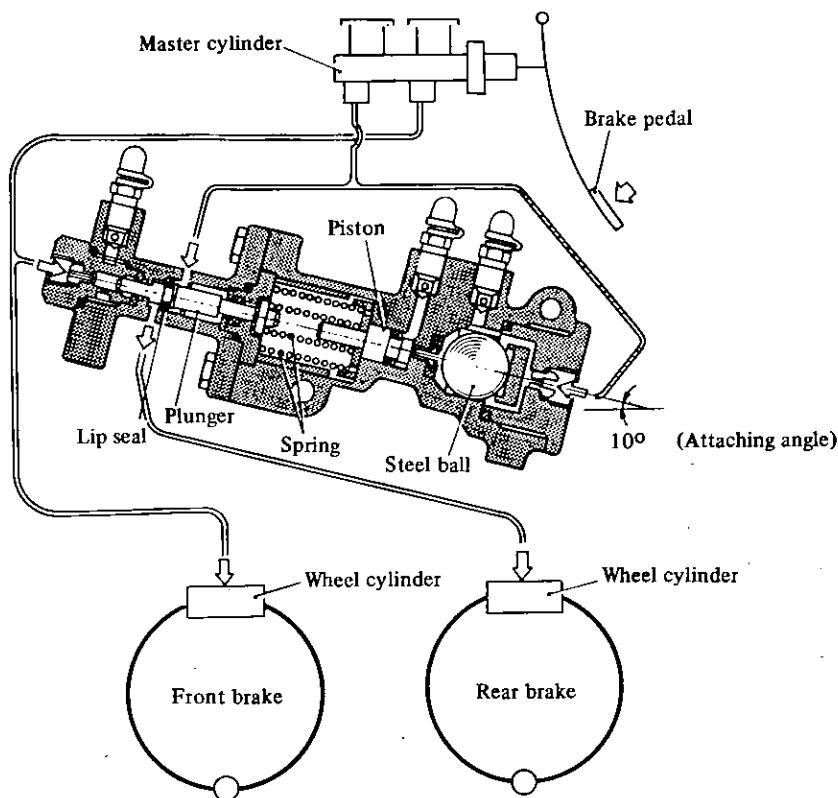 Master cylinder
Brake pedal
Piston
Plunger
Lip seal
Spring
Steel ball
10° (Attaching angle)
Wheel cylinder
Wheel cylinder
Front brake
Rear brake